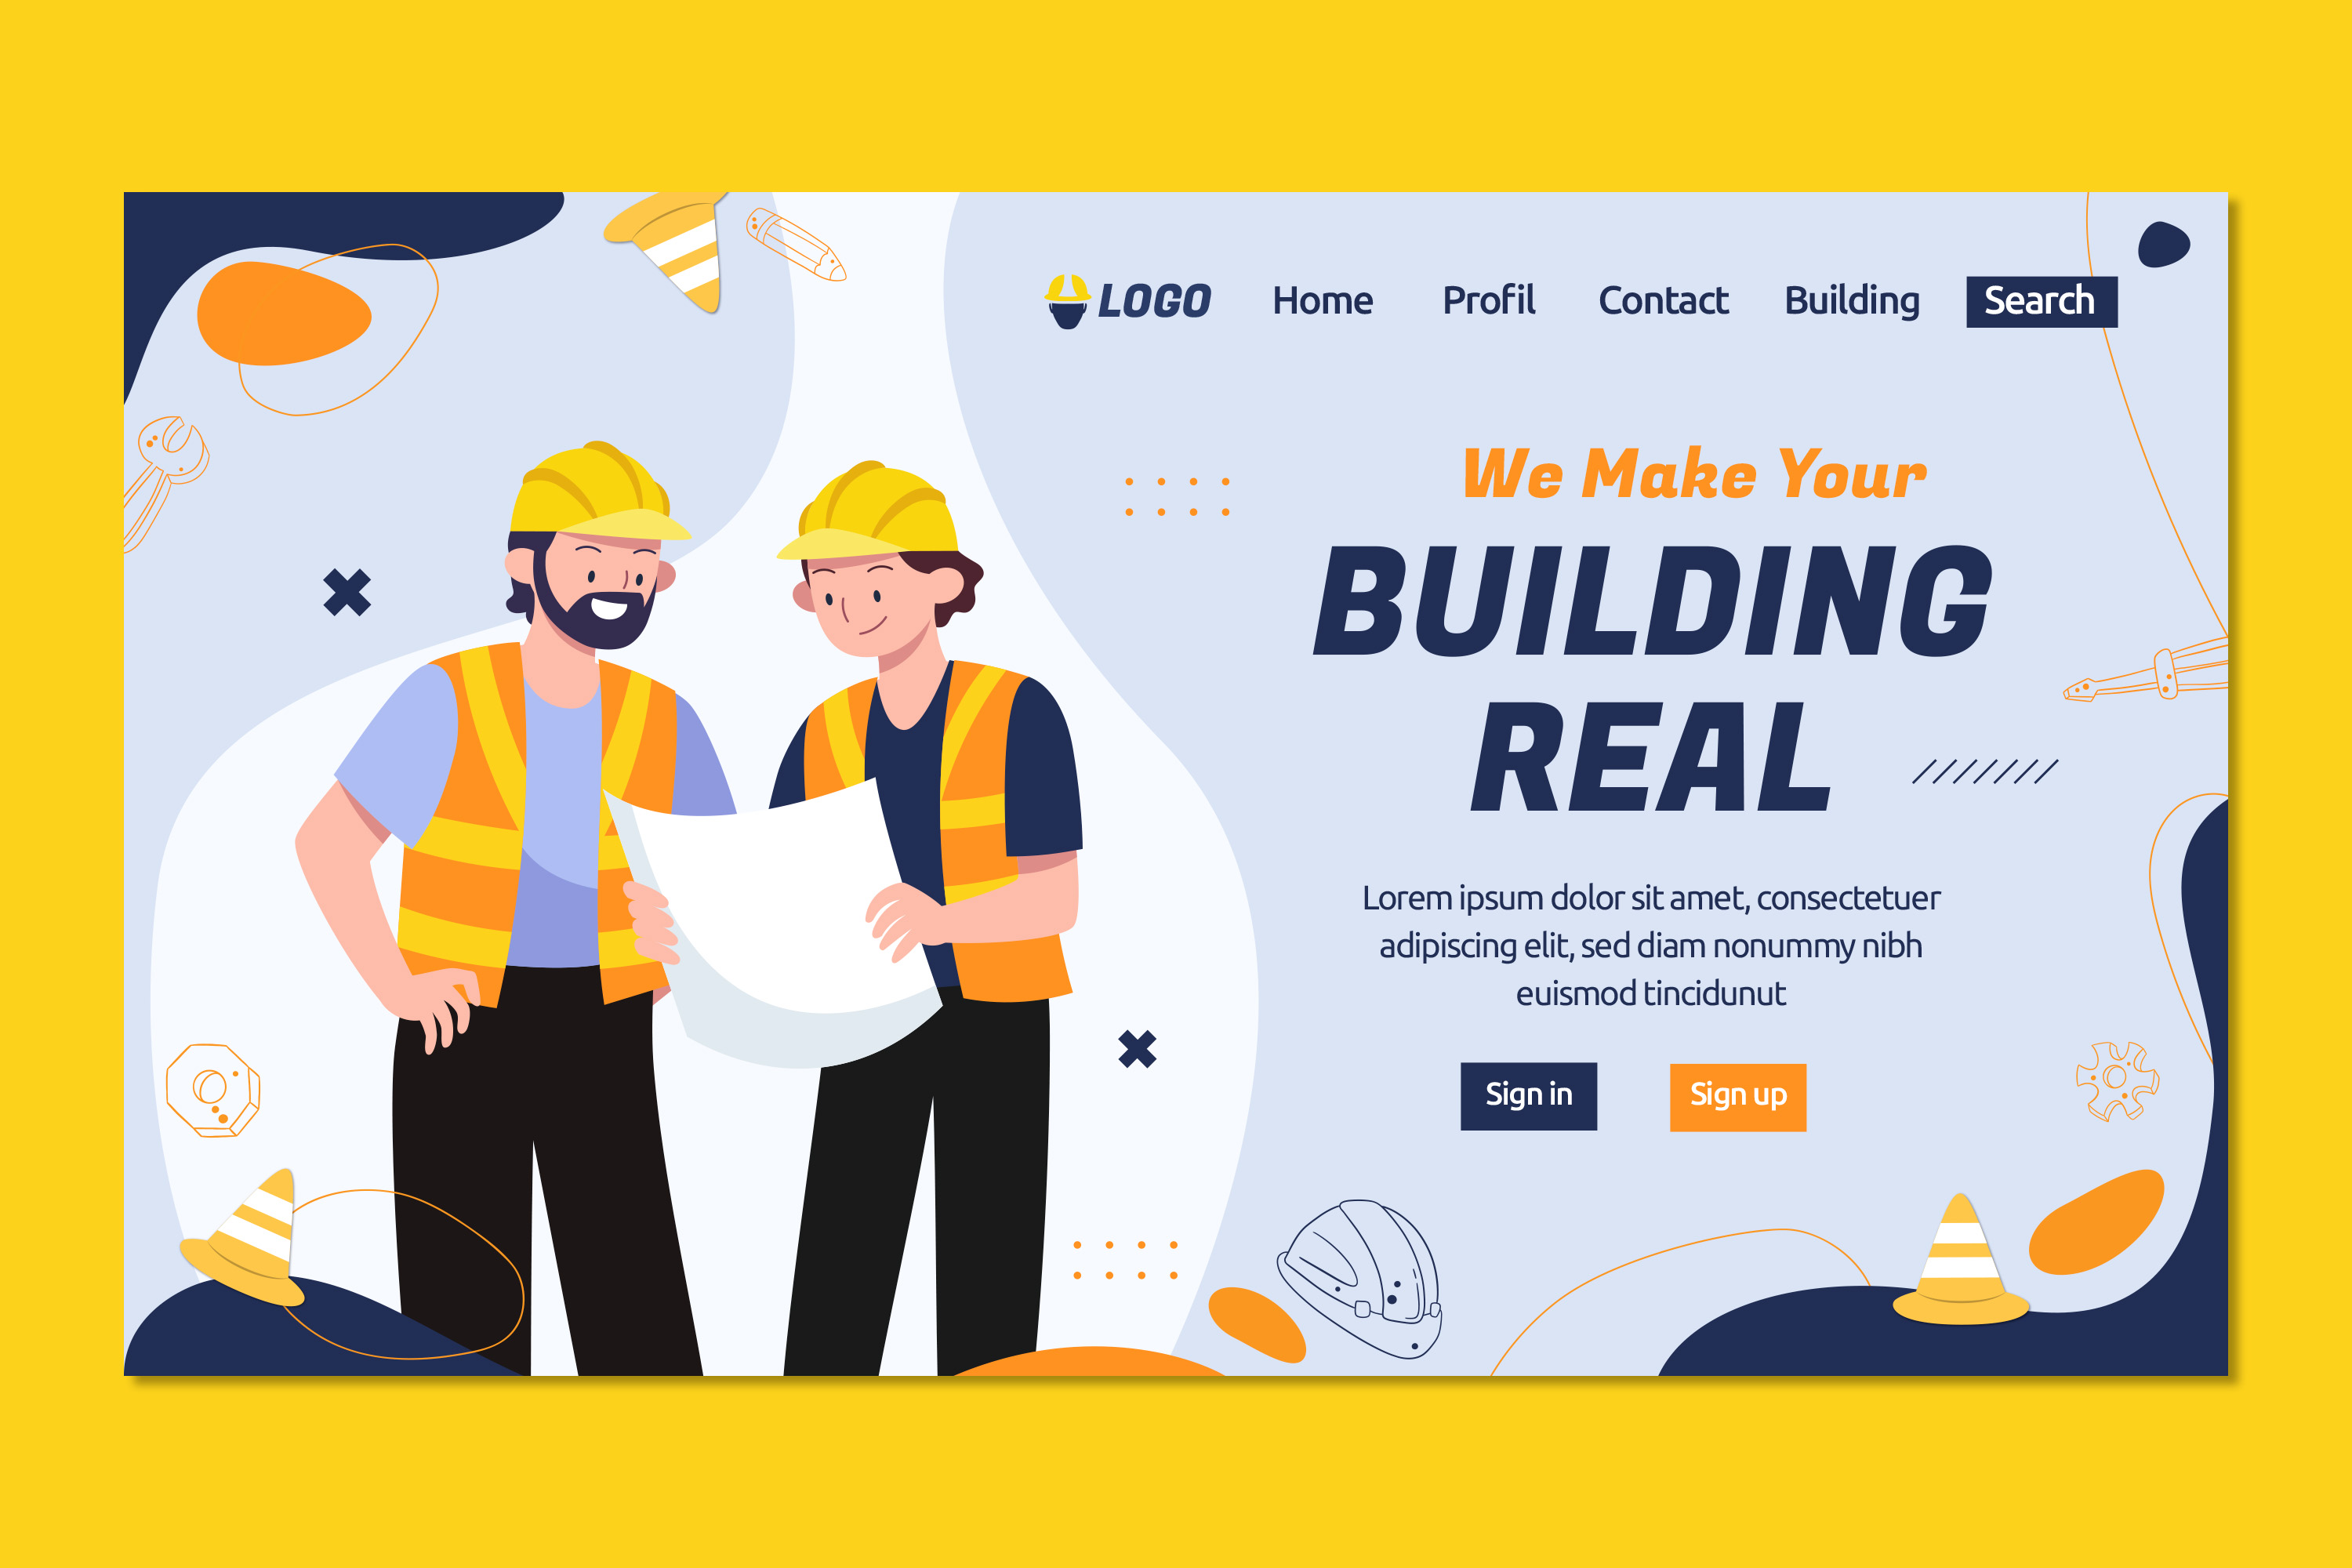 LOGO Home Profil Contact Building Search
We Make Your
BUILDING
REAL
Lorem ipsum dolor sit amet, consectetuer
adipiscing elit, sed diam nonummy nibh
euismod tincidunut
Sign in Sign up